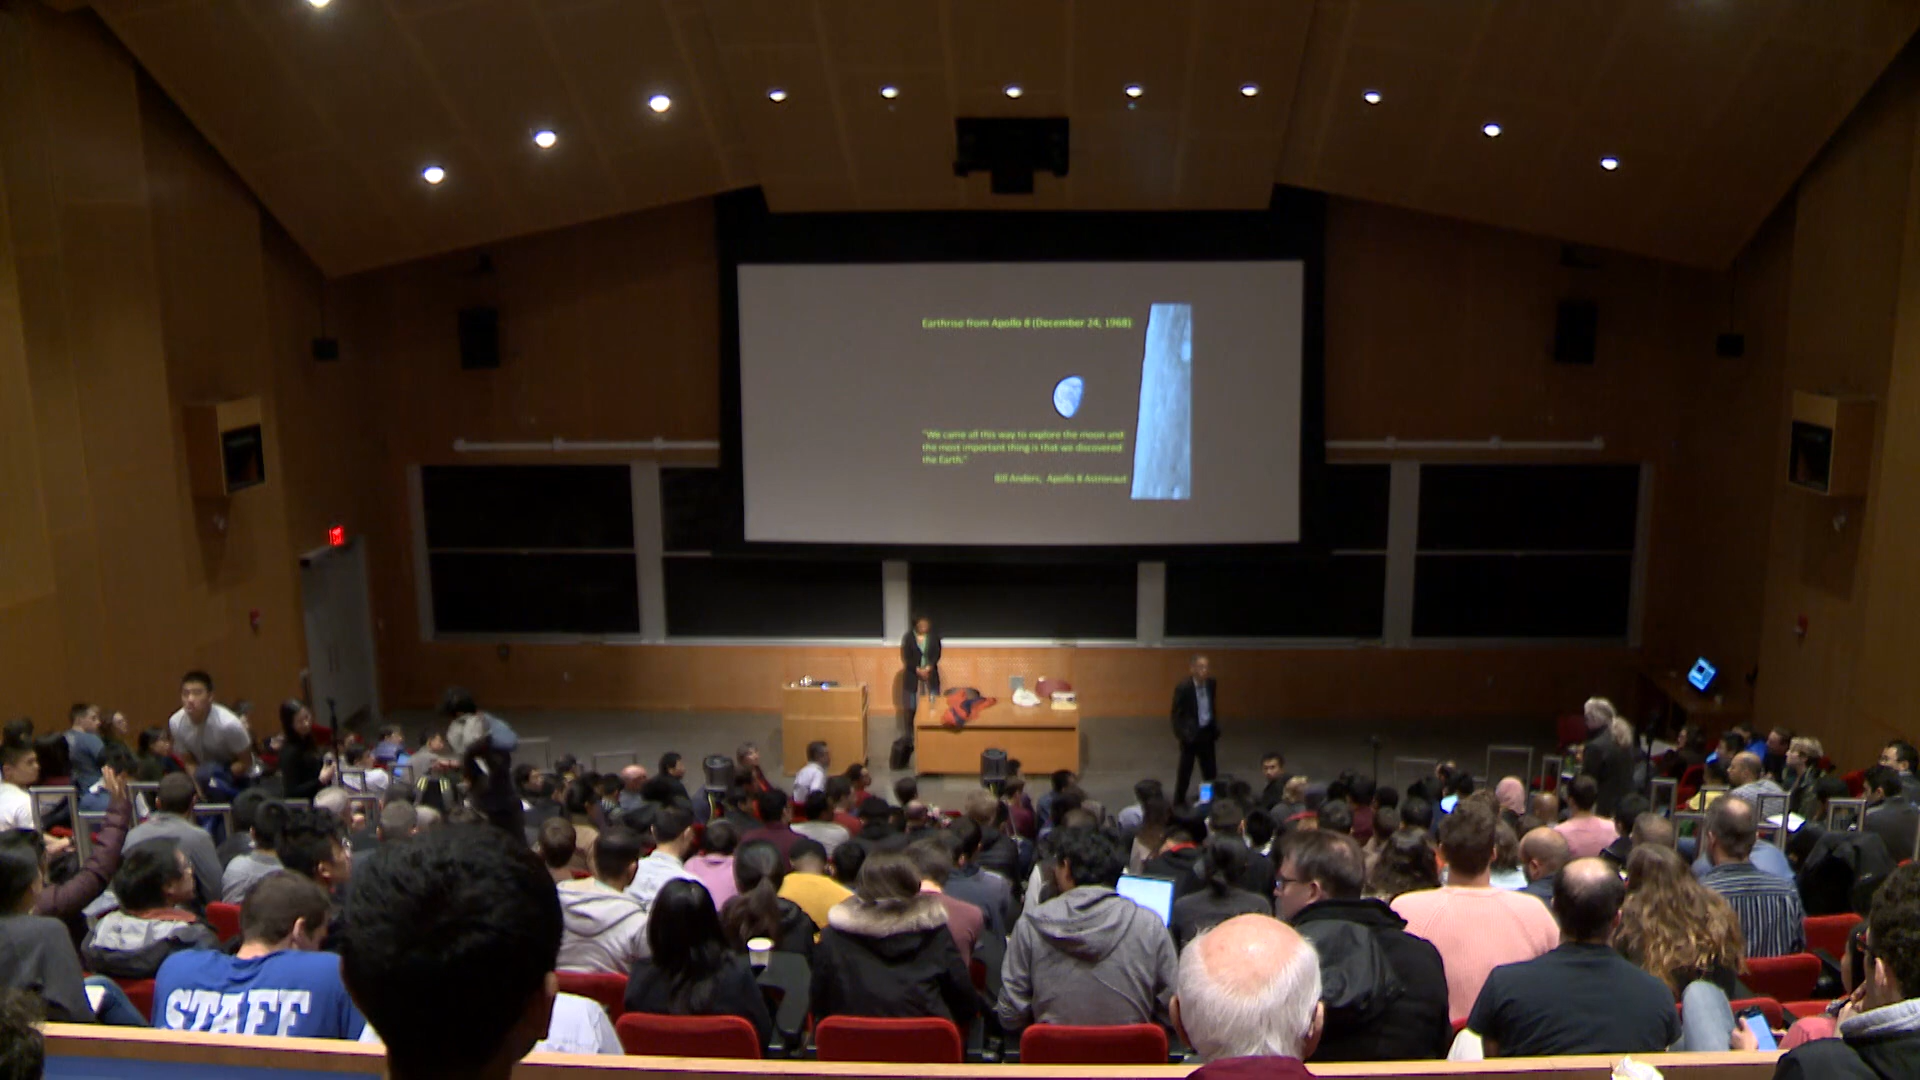 Earthrise from Apollo 8 (December 24, 1968)
"We came all this way to explore the moon and
the most important thing is that we discovered
the Earth."
Bill Anders, Apollo 8 Astronaut
STAFF